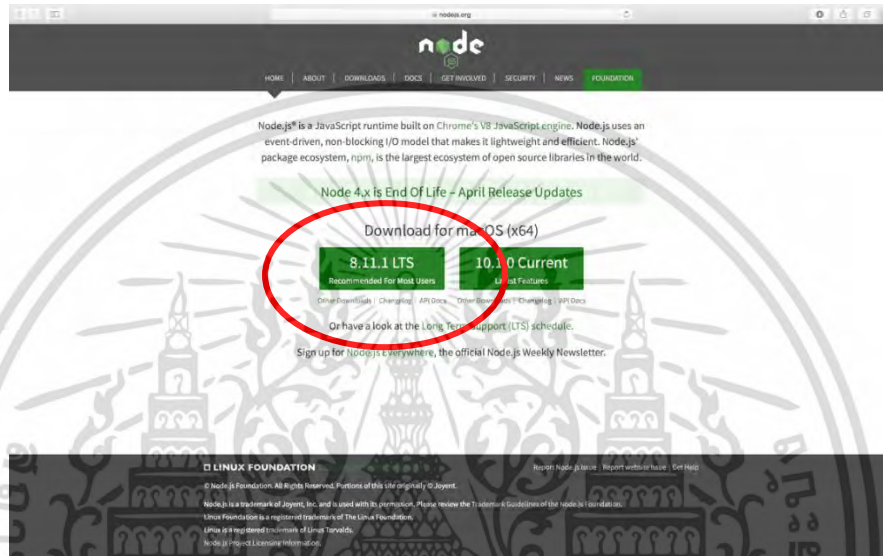 nodejs.org
node
JS
HOME | ABOUT | DOWNLOADS | DOCS | GET INVOLVED | SECURITY | NEWS FOUNDATION
Node.js® is a JavaScript runtime built on Chrome's V8 JavaScript engine. Node.js uses an
event-driven, non-blocking I/O model that makes it lightweight and efficient. Node.js'
package ecosystem, npm, is the largest ecosystem of open source libraries in the world.
Node 4.x is End Of Life – April Release Updates
Download for macOS (x64)
8.11.1 LTS
Recommended For Most Users
10.1.0 Current
Latest Features
Other Downloads | Changelog | API Docs
Other Downloads | Changelog | API Docs
Or have a look at the Long Term Support (LTS) schedule.
Sign up for Node.js Everywhere, the official Node.js Weekly Newsletter.
LINUX FOUNDATION
Report Node.js Issue | Report website Issue | Get Help
© Node.js Foundation. All Rights Reserved. Portions of this site originally © Joyent.
Node.js is a trademark of Joyent, Inc. and is used with its permission. Please review the Trademark Guidelines of the Node.js Foundation.
Linux Foundation is a registered trademark of The Linux Foundation.
Linux is a registered trademark of Linus Torvalds.
Node.js Project Licensing Information.